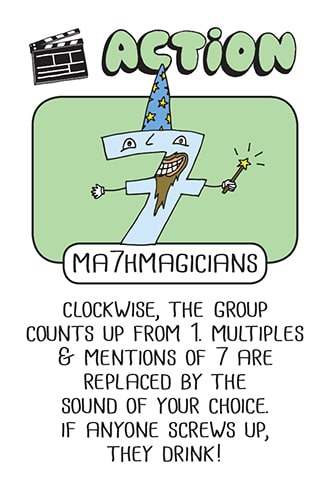 ACTION
MA7HMAGICIANS
CLOCKWISE, THE GROUP
COUNTS UP FROM 1. MULTIPLES
& MENTIONS OF 7 ARE
REPLACED BY THE
SOUND OF YOUR CHOICE.
IF ANYONE SCREWS UP,
THEY DRINK!